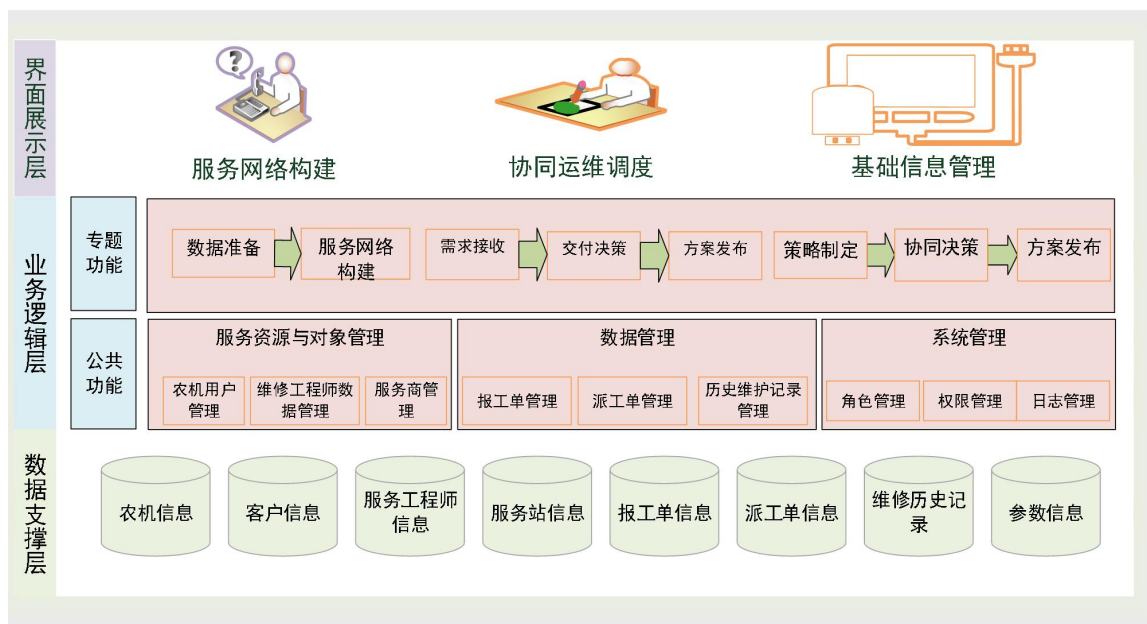 界面展示层
?
服务网络构建
协同运维调度
基础信息管理
业务逻辑层
专题
功能
数据准备
服务网络
构建
需求接收
交付决策
方案发布
策略制定
协同决策
方案发布
公共
功能
服务资源与对象管理
农机用户
管理
维修工程师数
据管理
服务商管
理
数据管理
报工单管理
派工单管理
历史维护记录
管理
系统管理
角色管理
权限管理
日志管理
数据支撑层
农机信息
客户信息
服务工程师
信息
服务站信息
报工单信息
派工单信息
维修历史记
录
参数信息